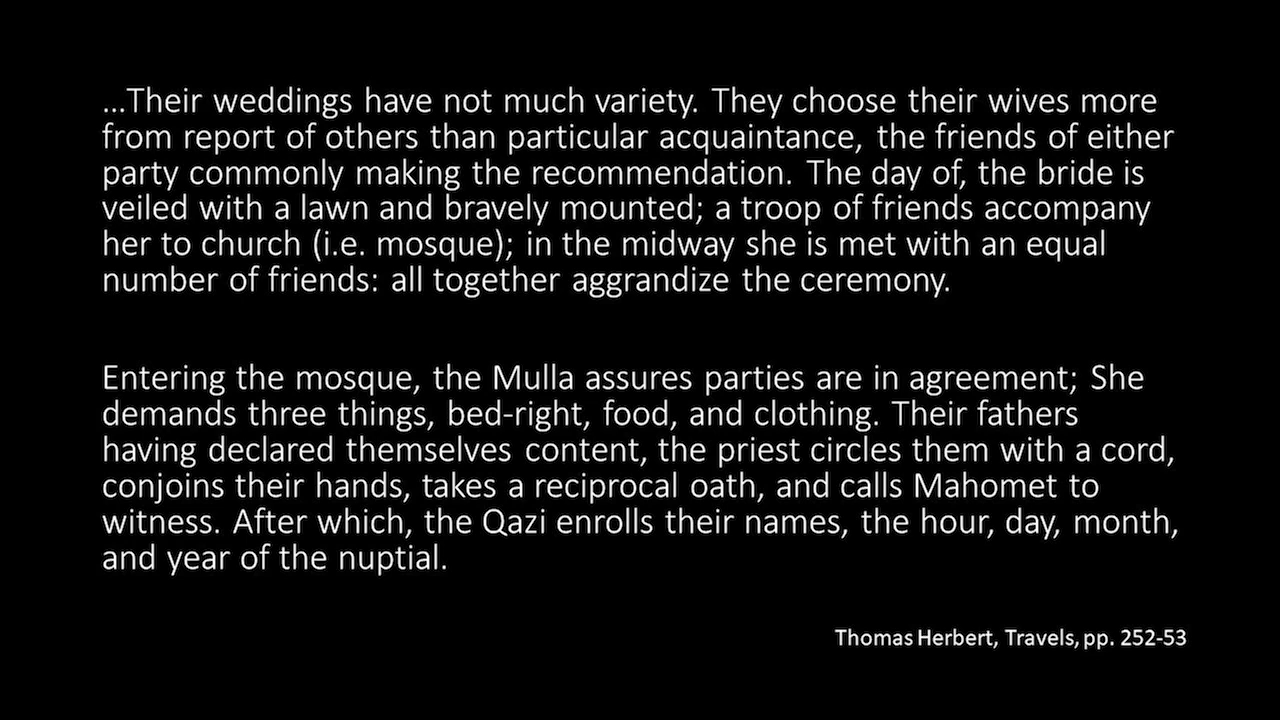 ...Their weddings have not much variety. They choose their wives more
from report of others than particular acquaintance, the friends of either
party commonly making the recommendation. The day of, the bride is
veiled with a lawn and bravely mounted; a troop of friends accompany
her to church (i.e. mosque); in the midway she is met with an equal
number of friends: all together aggrandize the ceremony.
Entering the mosque, the Mulla assures parties are in agreement; She
demands three things, bed-right, food, and clothing. Their fathers
having declared themselves content, the priest circles them with a cord,
conjoins their hands, takes a reciprocal oath, and calls Mahomet to
witness. After which, the Qazi enrolls their names, the hour, day, month,
and year of the nuptial.
Thomas Herbert, Travels, pp. 252-53